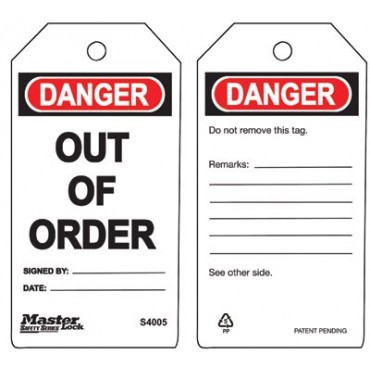 DANGER
OUT
OF
ORDER
SIGNED BY:
DATE:
Master
Lock
SAFETY SERIES
S4005
DANGER
Do not remove this tag.
Remarks:
See other side.
PP
PATENT PENDING